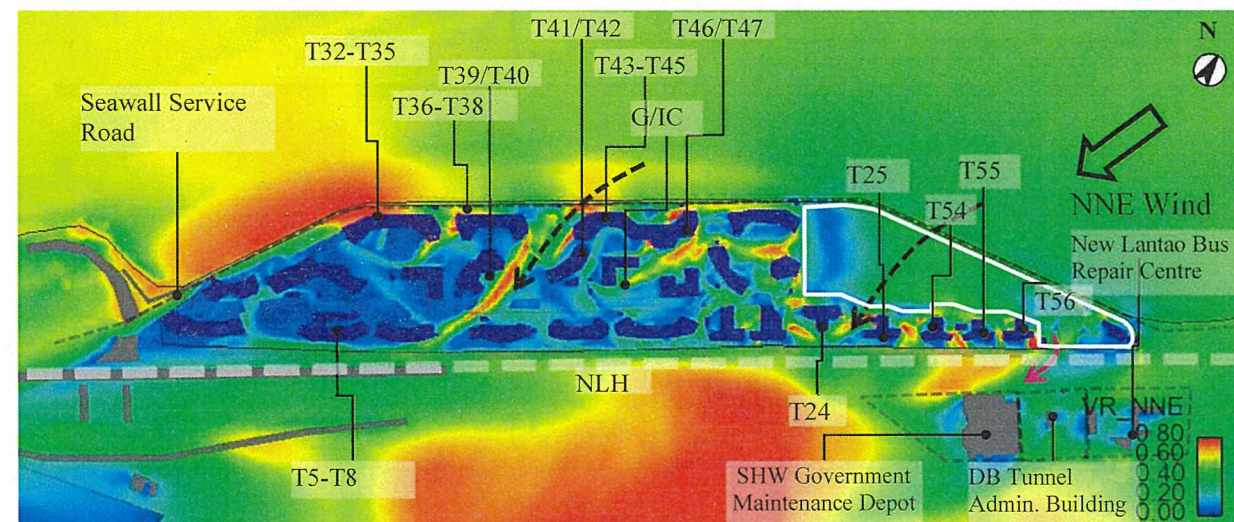 T41/T42
T46/T47
N
T32-T35
T43-T45
T39/T40
Seawall Service
Road
T36-T38
G/IC
T25
T55
T54
NNE Wind
New Lantao Bus
Repair Centre
T56
NLH
T24
VR_NNE
0.80
0.60
0.40
0.20
0.00
T5-T8
SHW Government
Maintenance Depot
DB Tunnel
Admin. Building